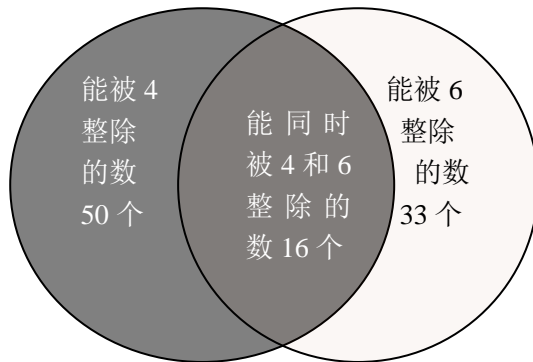 能被 4
整除
的数
50 个
能同时
被 4 和 6
整除的
数 16 个
能被 6
整除
的数
33 个